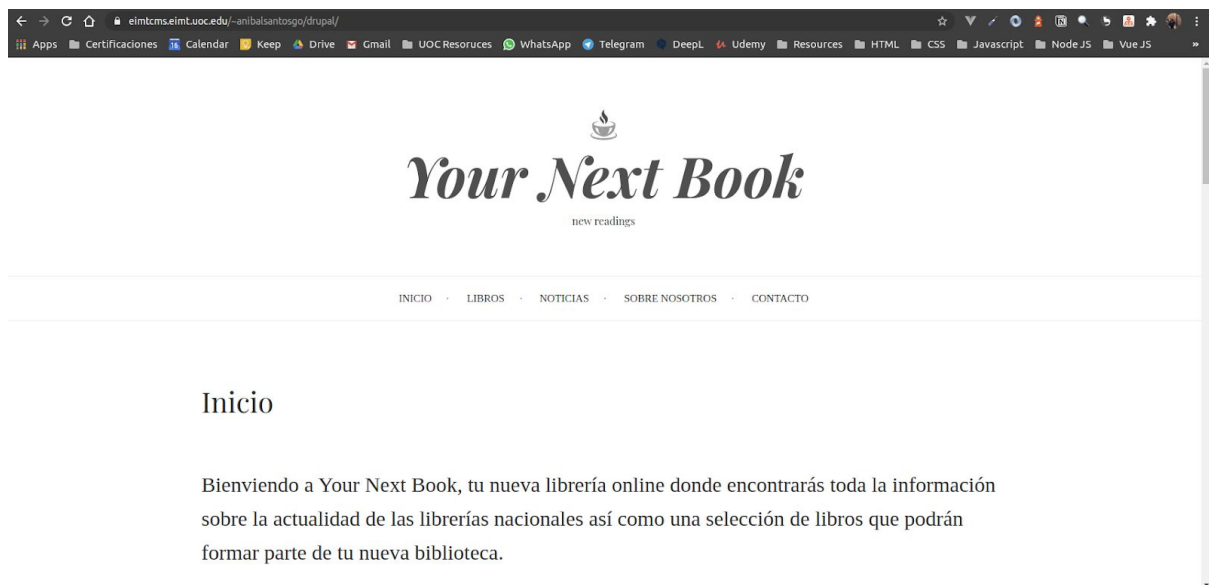 eimtcms.eimt.uoc.edu/~anibalsantosgo/drupal/
Apps Certificaciones 16 Calendar Keep Drive Gmail UOC Resoruces WhatsApp Telegram DeepL Udemy Resources HTML CSS Javascript Node JS Vue JS »
Your Next Book
new readings
INICIO · LIBROS · NOTICIAS · SOBRE NOSOTROS · CONTACTO
Inicio
Bienviendo a Your Next Book, tu nueva librería online donde encontrarás toda la información
sobre la actualidad de las librerías nacionales así como una selección de libros que podrán
formar parte de tu nueva biblioteca.